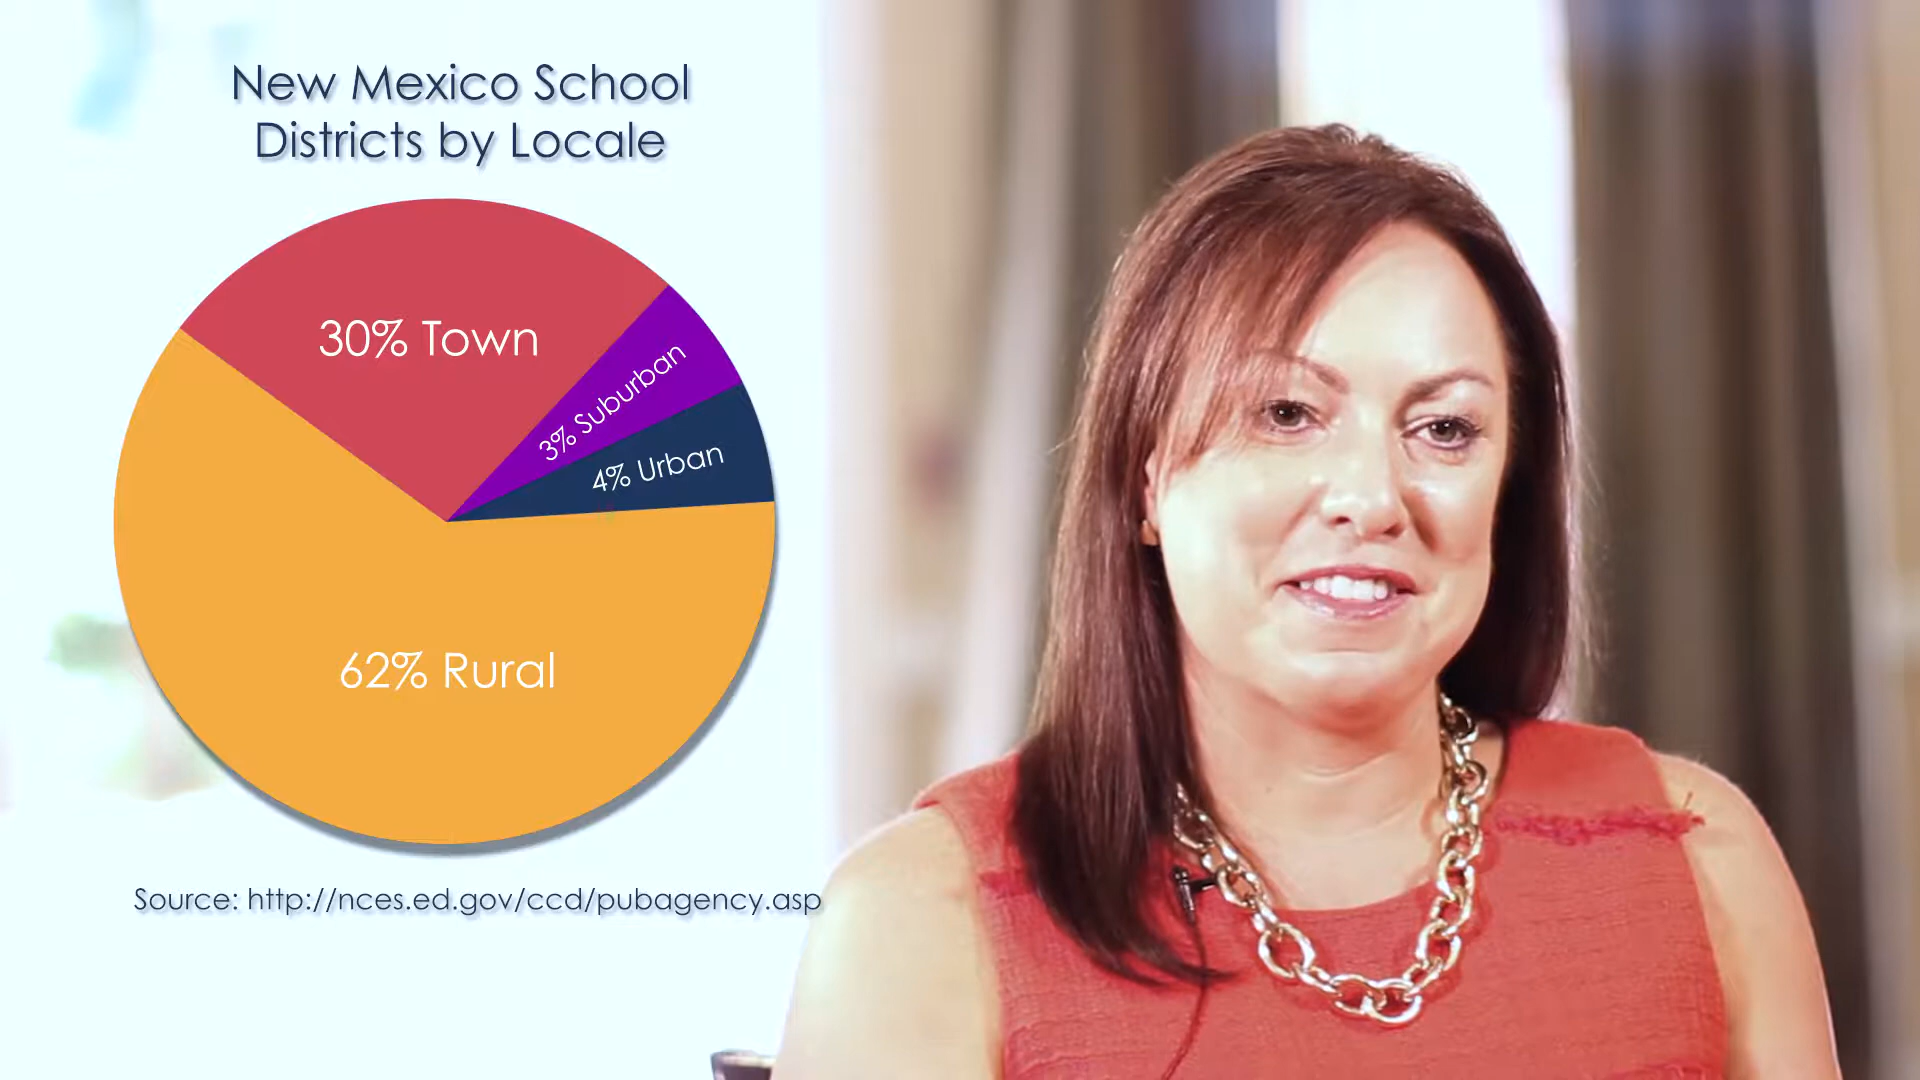 New Mexico School
Districts by Locale
30% Town
3% Suburban
4% Urban
62% Rural
Source: http://nces.ed.gov/ccd/pubagency.asp